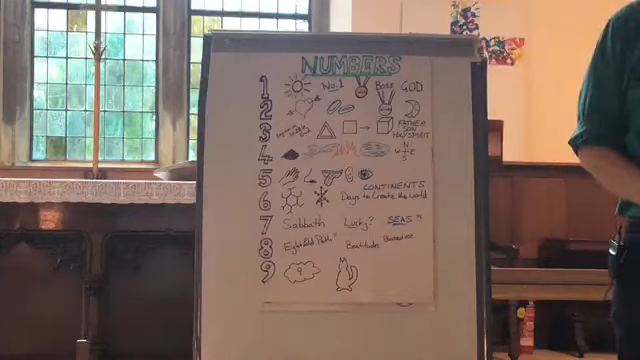 NUMBERS
1 No.1 BOSS GOD
2
3 FATHER
SON
HOLY SPIRIT
4 N
W E
S
5
CONTINENTS
6 Days to Create the world
7 Sabbath Lucky? SEAS
8 Eightfold Path Beatitudes
9 9